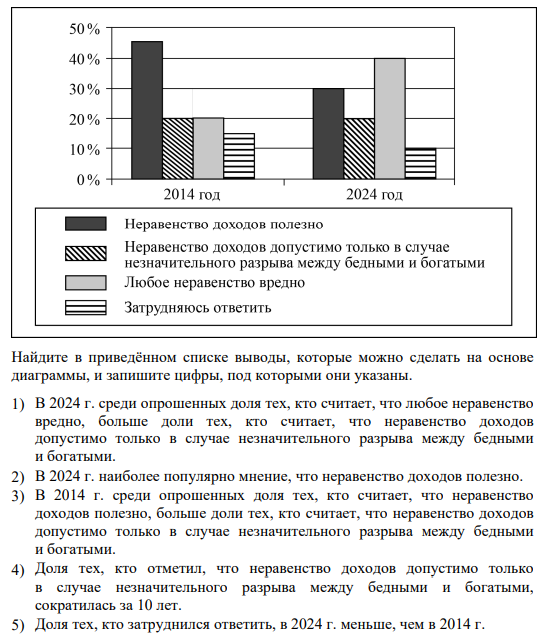 50 %
40 %
30 %
20 %
10 %
0 %
2014 год
2024 год
Неравенство доходов полезно
Неравенство доходов допустимо только в случае
незначительного разрыва между бедными и богатыми
Любое неравенство вредно
Затрудняюсь ответить
Найдите в приведённом списке выводы, которые можно сделать на основе
диаграммы, и запишите цифры, под которыми они указаны.
1) В 2024 г. среди опрошенных доля тех, кто считает, что любое неравенство
вредно, больше доли тех, кто считает, что неравенство доходов
допустимо только в случае незначительного разрыва между бедными
и богатыми.
2) В 2024 г. наиболее популярно мнение, что неравенство доходов полезно.
3) В 2014 г. среди опрошенных доля тех, кто считает, что неравенство
доходов полезно, больше доли тех, кто считает, что неравенство доходов
допустимо только в случае незначительного разрыва между бедными
и богатыми.
4) Доля тех, кто отметил, что неравенство доходов допустимо только
в случае незначительного разрыва между бедными и богатыми,
сократилась за 10 лет.
5) Доля тех, кто затруднился ответить, в 2024 г. меньше, чем в 2014 г.